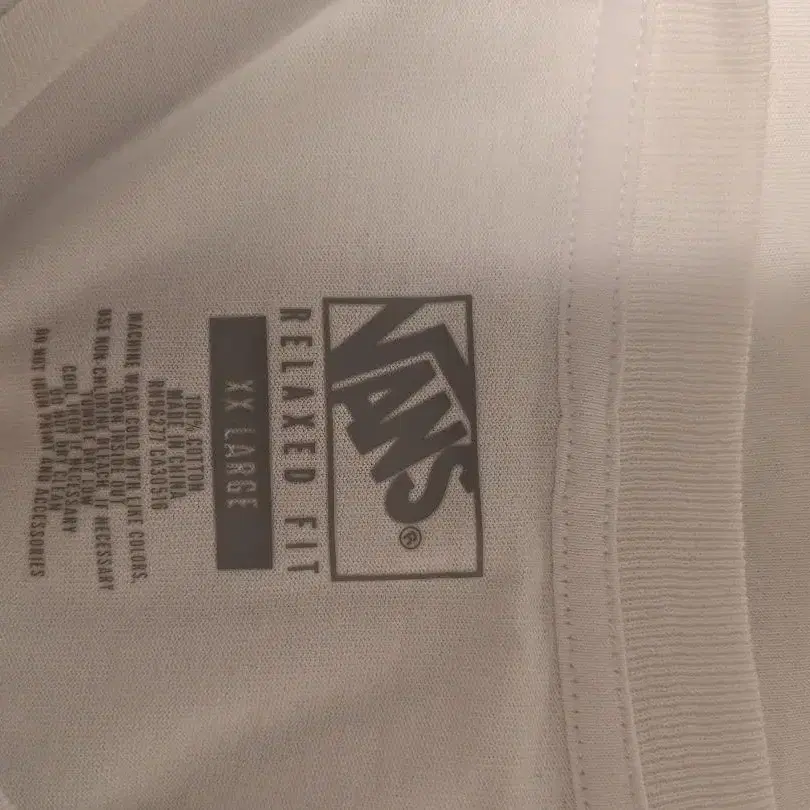 VANS®
RELAXED FIT
XX LARGE
100% COTTON
MADE IN CHINA
RN36277 CA30516
MACHINE WASH COLD WITH LIKE COLORS.
TURN INSIDE OUT
USE NON CHLORINE BLEACH IF NECESSARY
TUMBLE DRY LOW
COOL IRON IF NECESSARY
DO NOT DRY CLEAN
DO NOT IRON PRINT AND ACCESSORIES